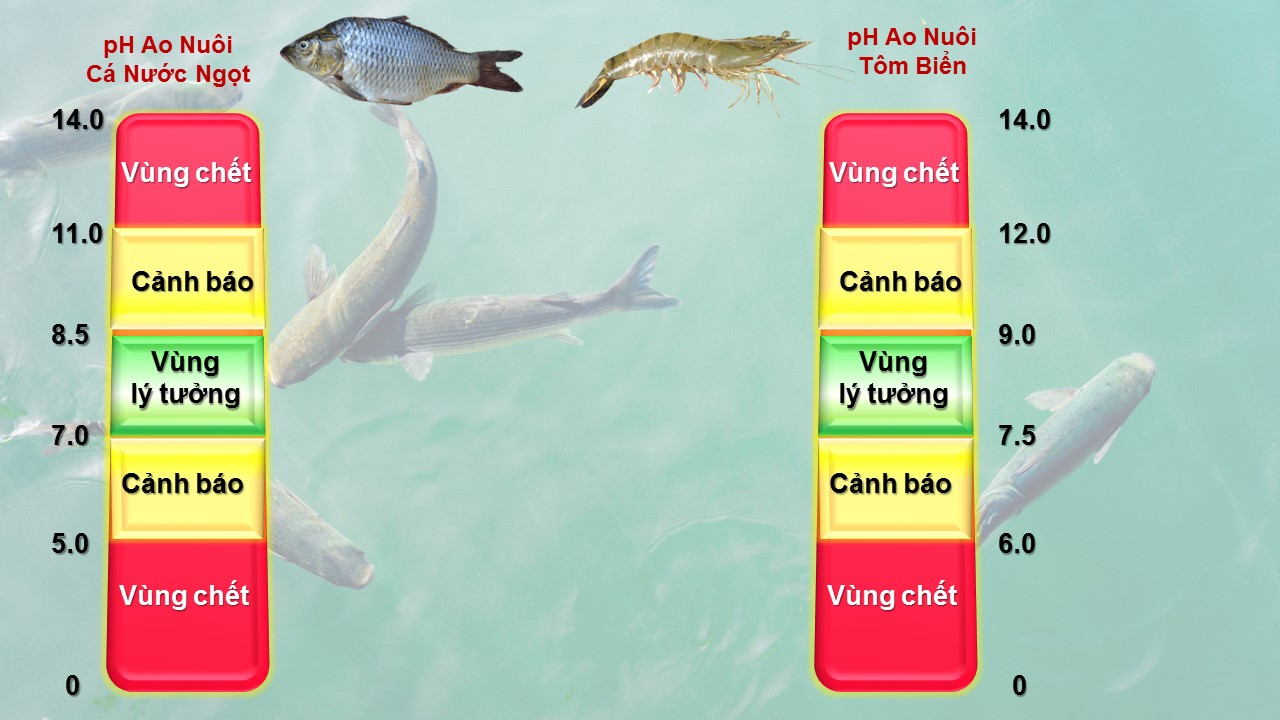 pH Ao Nuôi
Cá Nước Ngọt
14.0
Vùng chết
11.0
Cảnh báo
8.5
Vùng
lý tưởng
7.0
Cảnh báo
5.0
Vùng chết
0
pH Ao Nuôi
Tôm Biển
14.0
Vùng chết
12.0
Cảnh báo
9.0
Vùng
lý tưởng
7.5
Cảnh báo
6.0
Vùng chết
0